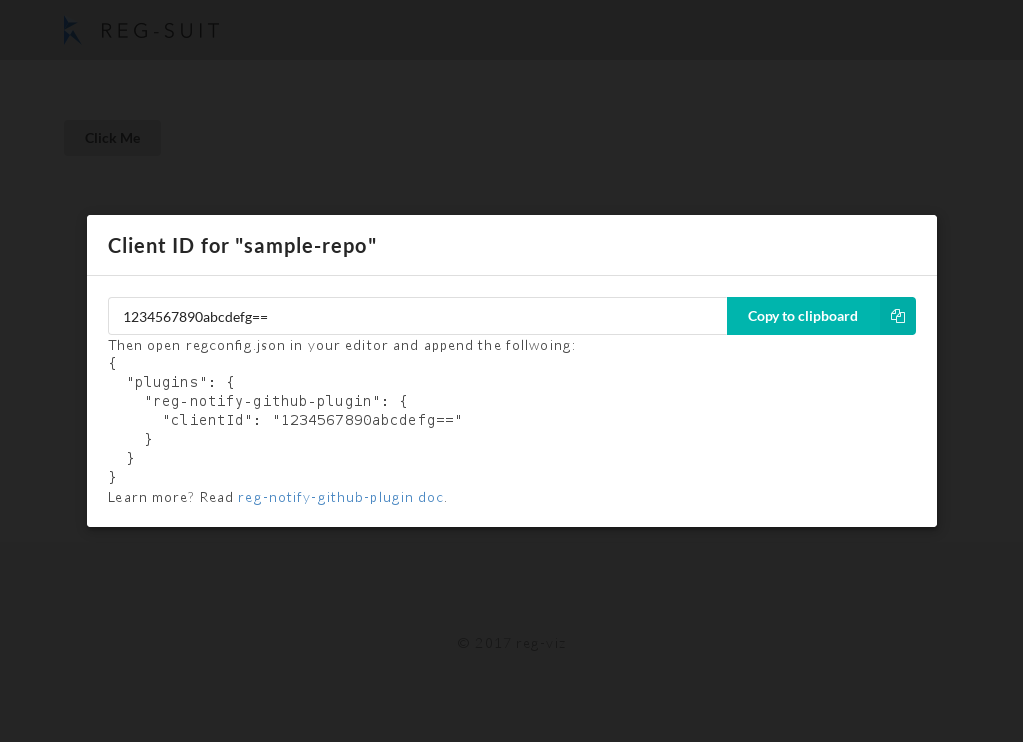 REG-SUIT
Click Me
Client ID for "sample-repo"
1234567890abcdefg==
Copy to clipboard
Then open regconfig.json in your editor and append the follwoing:
{
  "plugins": {
    "reg-notify-github-plugin": {
      "clientId": "1234567890abcdefg=="
    }
  }
}
Learn more? Read reg-notify-github-plugin doc.
© 2017 reg-viz